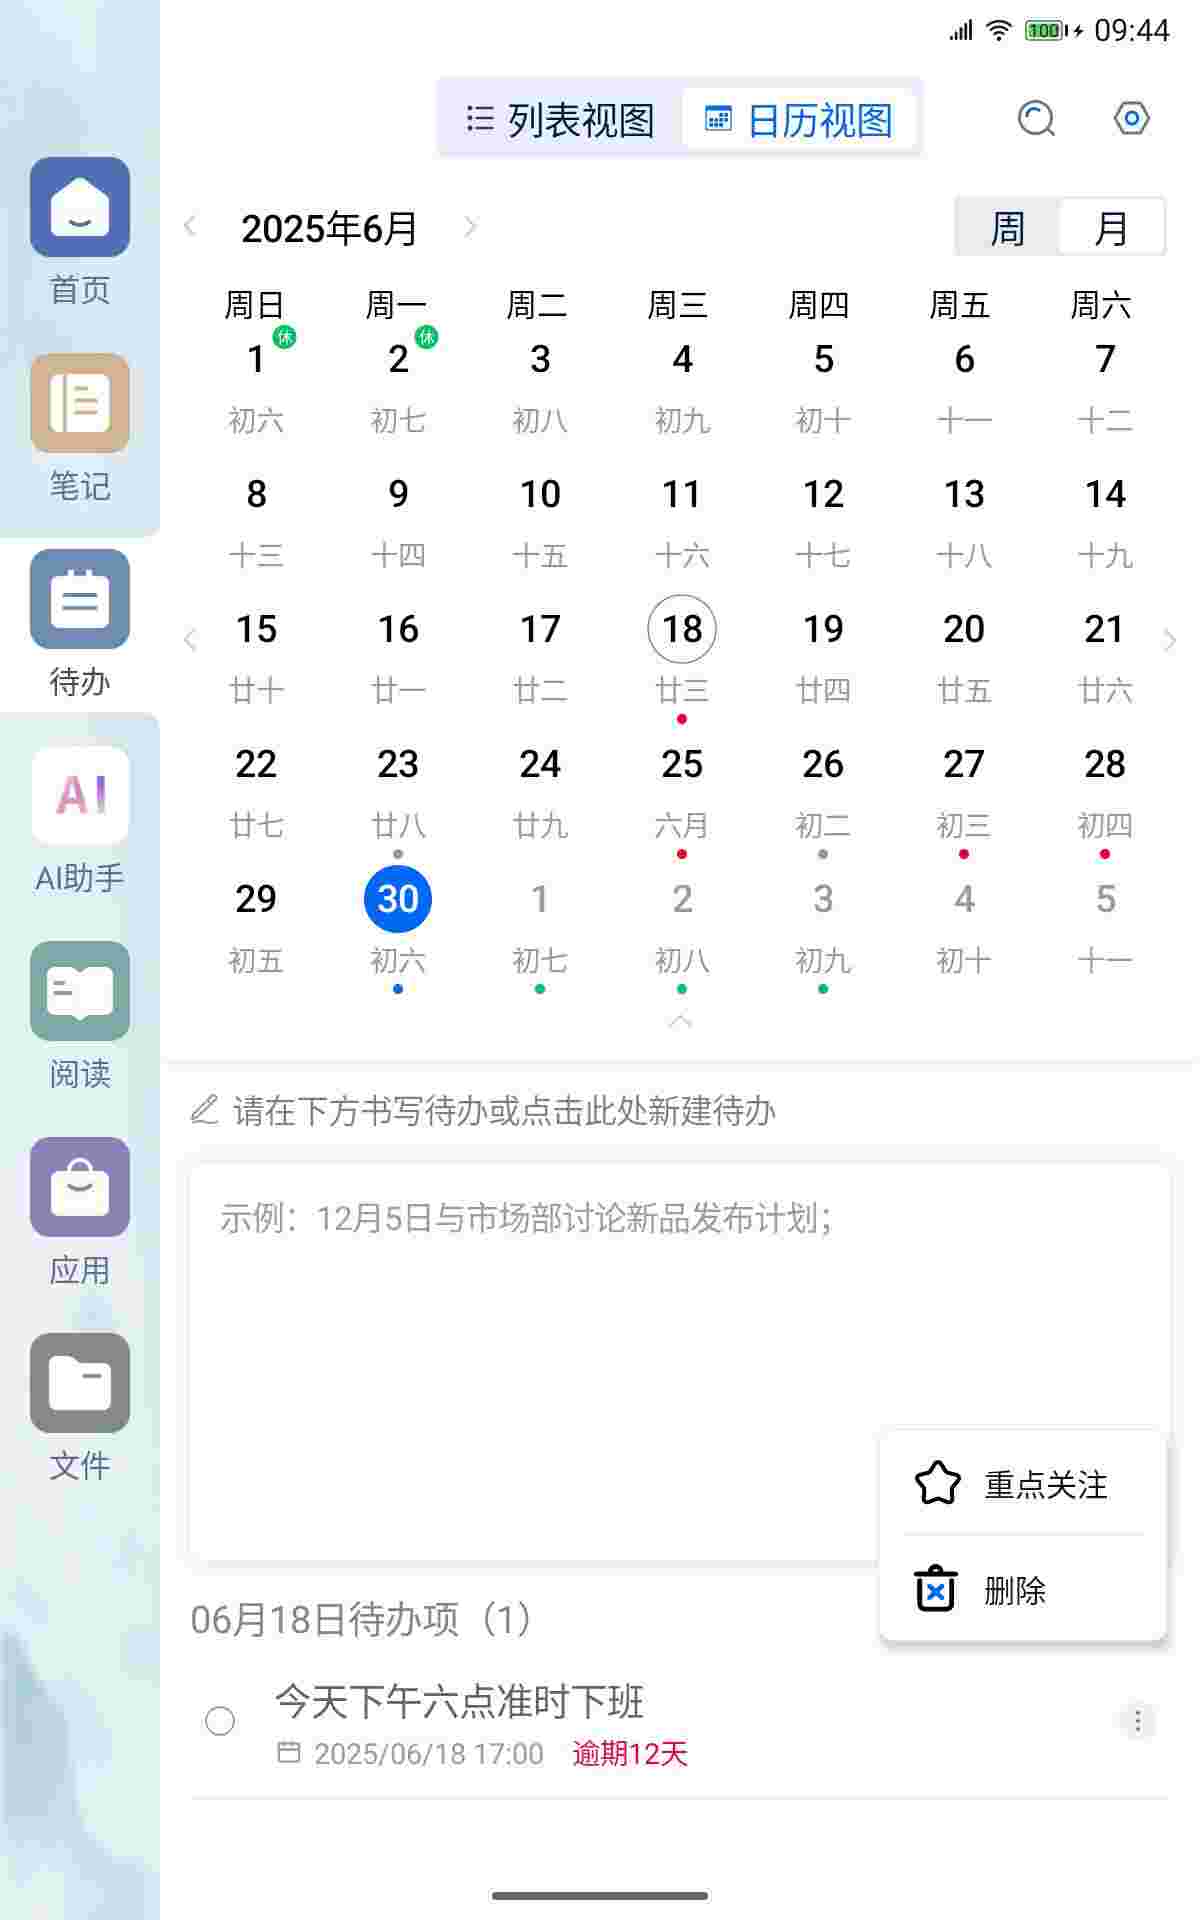 100 09:44
列表视图 日历视图
2025年6月 周 月
周日 周一 周二 周三 周四 周五 周六
休 休
1 2 3 4 5 6 7
初六 初七 初八 初九 初十 十一 十二
8 9 10 11 12 13 14
十三 十四 十五 十六 十七 十八 十九
15 16 17 18 19 20 21
廿十 廿一 廿二 廿三 廿四 廿五 廿六
22 23 24 25 26 27 28
廿七 廿八 廿九 六月 初二 初三 初四
29 30 1 2 3 4 5
初五 初六 初七 初八 初九 初十 十一
请在下方书写待办或点击此处新建待办
示例：12月5日与市场部讨论新品发布计划；
重点关注
删除
06月18日待办项（1）
今天下午六点准时下班
2025/06/18 17:00 逾期12天
首页
笔记
待办
AI
AI助手
阅读
应用
文件